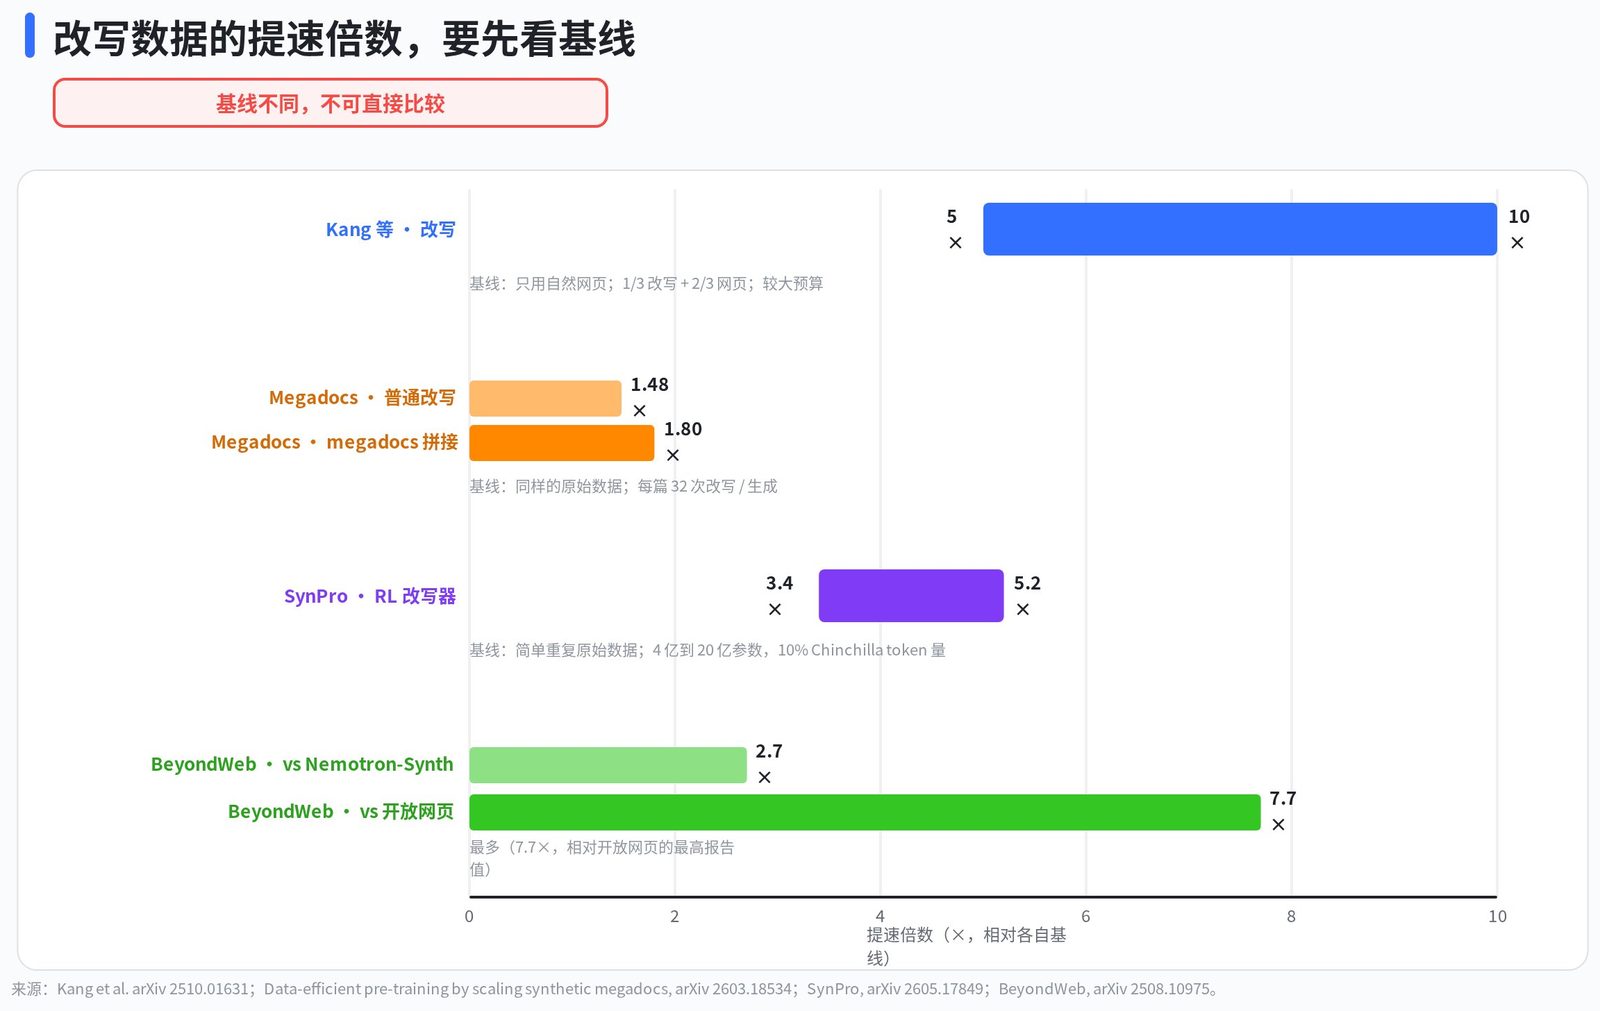 改写数据的提速倍数，要先看基线
基线不同，不可直接比较
Kang 等 · 改写
5
×
10
×
基线：只用自然网页；1/3 改写 + 2/3 网页；较大预算
Megadocs · 普通改写
1.48
×
Megadocs · megadocs 拼接
1.80
×
基线：同样的原始数据；每篇 32 次改写 / 生成
SynPro · RL 改写器
3.4
×
5.2
×
基线：简单重复原始数据；4 亿到 20 亿参数，10% Chinchilla token 量
BeyondWeb · vs Nemotron-Synth
2.7
×
BeyondWeb · vs 开放网页
7.7
×
最多（7.7×，相对开放网页的最高报告
值）
0 2 4 6 8 10
提速倍数（×，相对各自基
线）
来源：Kang et al. arXiv 2510.01631；Data-efficient pre-training by scaling synthetic megadocs, arXiv 2603.18534；SynPro, arXiv 2605.17849；BeyondWeb, arXiv 2508.10975。